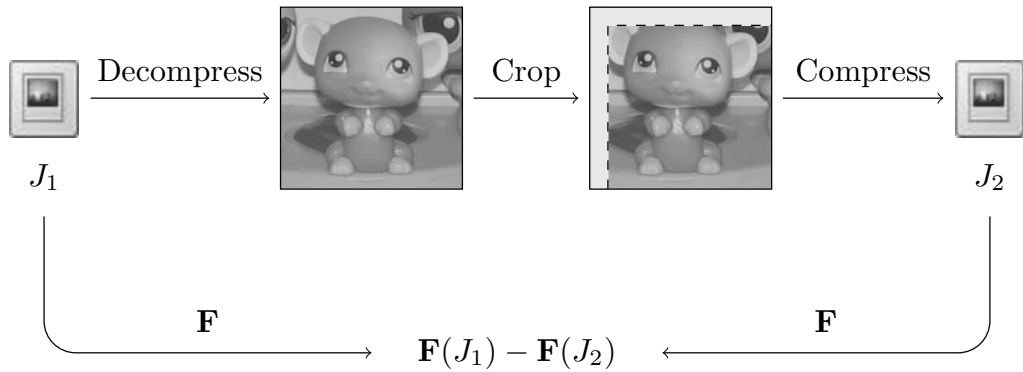 Decompress
Crop
Compress
J₁
J₂
F
F
F(J₁) − F(J₂)